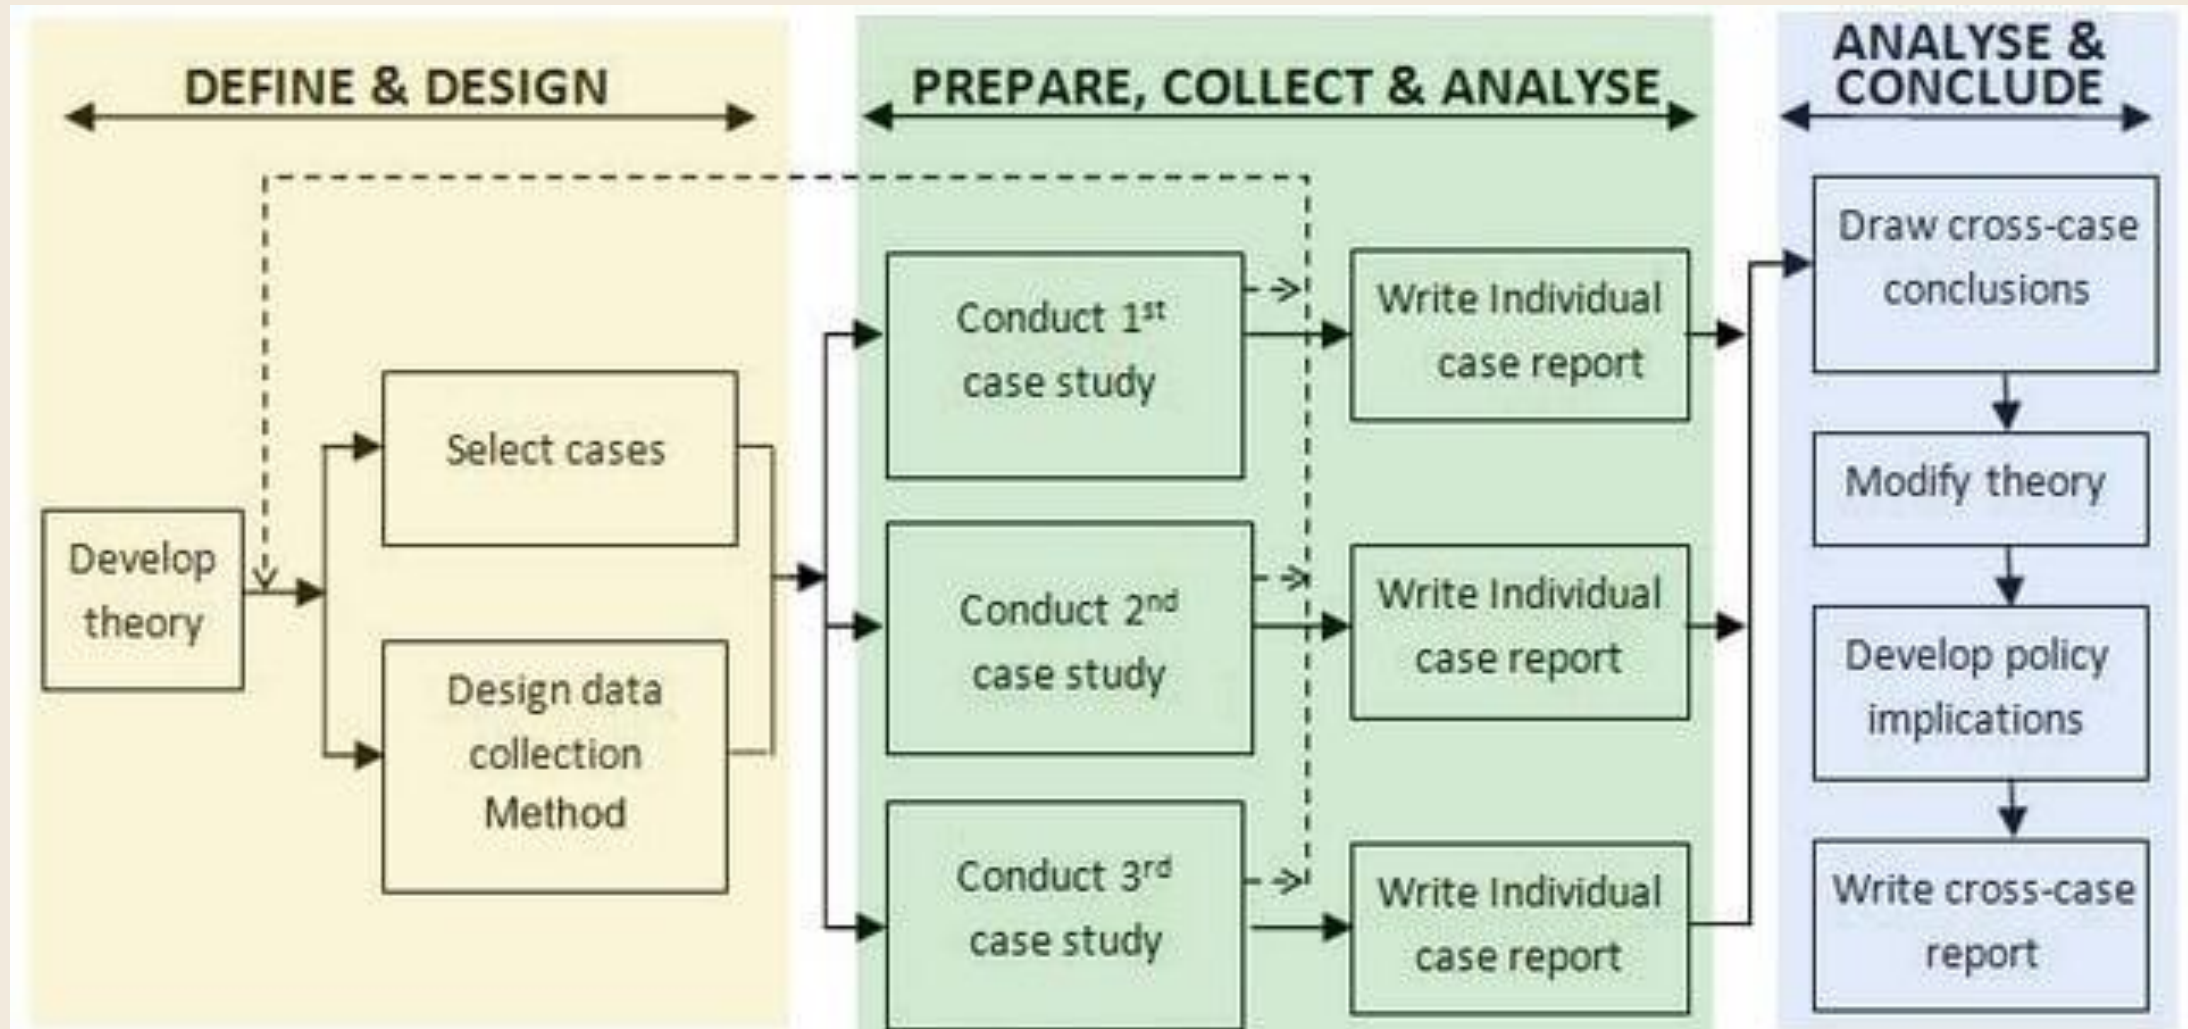 DEFINE & DESIGN
PREPARE, COLLECT & ANALYSE
ANALYSE &
CONCLUDE
Develop
theory
Select cases
Design data
collection
Method
Conduct 1st
case study
Conduct 2nd
case study
Conduct 3rd
case study
Write Individual
case report
Write Individual
case report
Write Individual
case report
Draw cross-case
conclusions
Modify theory
Develop policy
implications
Write cross-case
report